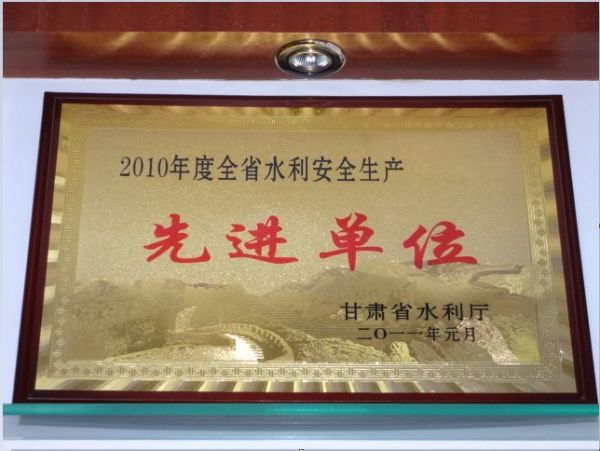 2010年度全省水利安全生产
先进单位
甘肃省水利厅
二〇一一年元月